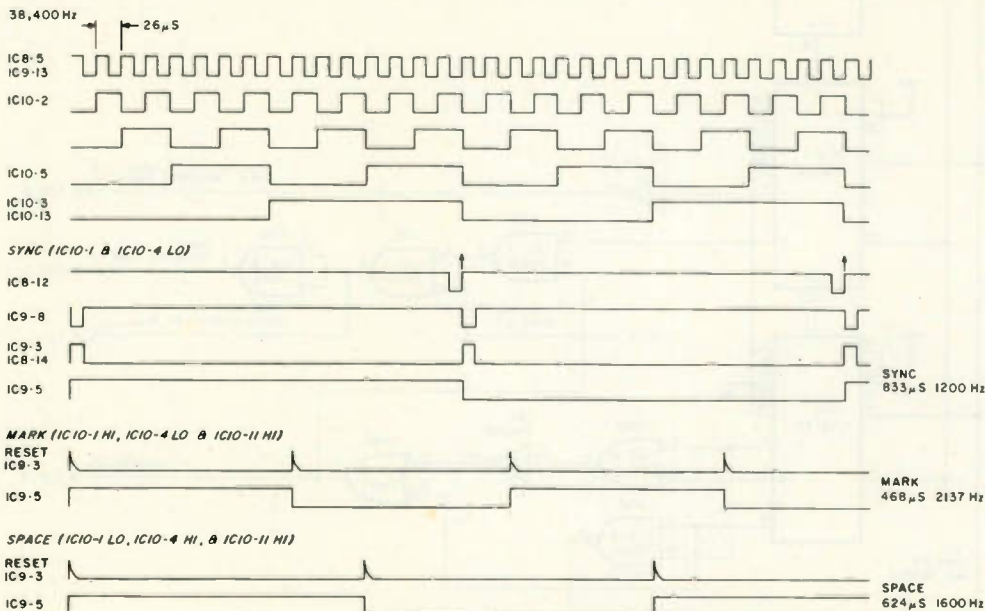 38,400 Hz
26µS
IC8-5
IC9-13
IC10-2
IC10-5
IC10-3
IC10-13
SYNC (IC10-1 & IC10-4 LO)
IC8-12
IC9-8
IC9-3
IC8-14
IC9-5
SYNC
833µS 1200 Hz
MARK (IC10-1 HI, IC10-4 LO & IC10-11 HI)
RESET
IC9-3
IC9-5
MARK
468µS 2137 Hz
SPACE (IC10-1 LO, IC10-4 HI, & IC10-11 HI)
RESET
IC9-3
IC9-5
SPACE
624µS 1600 Hz